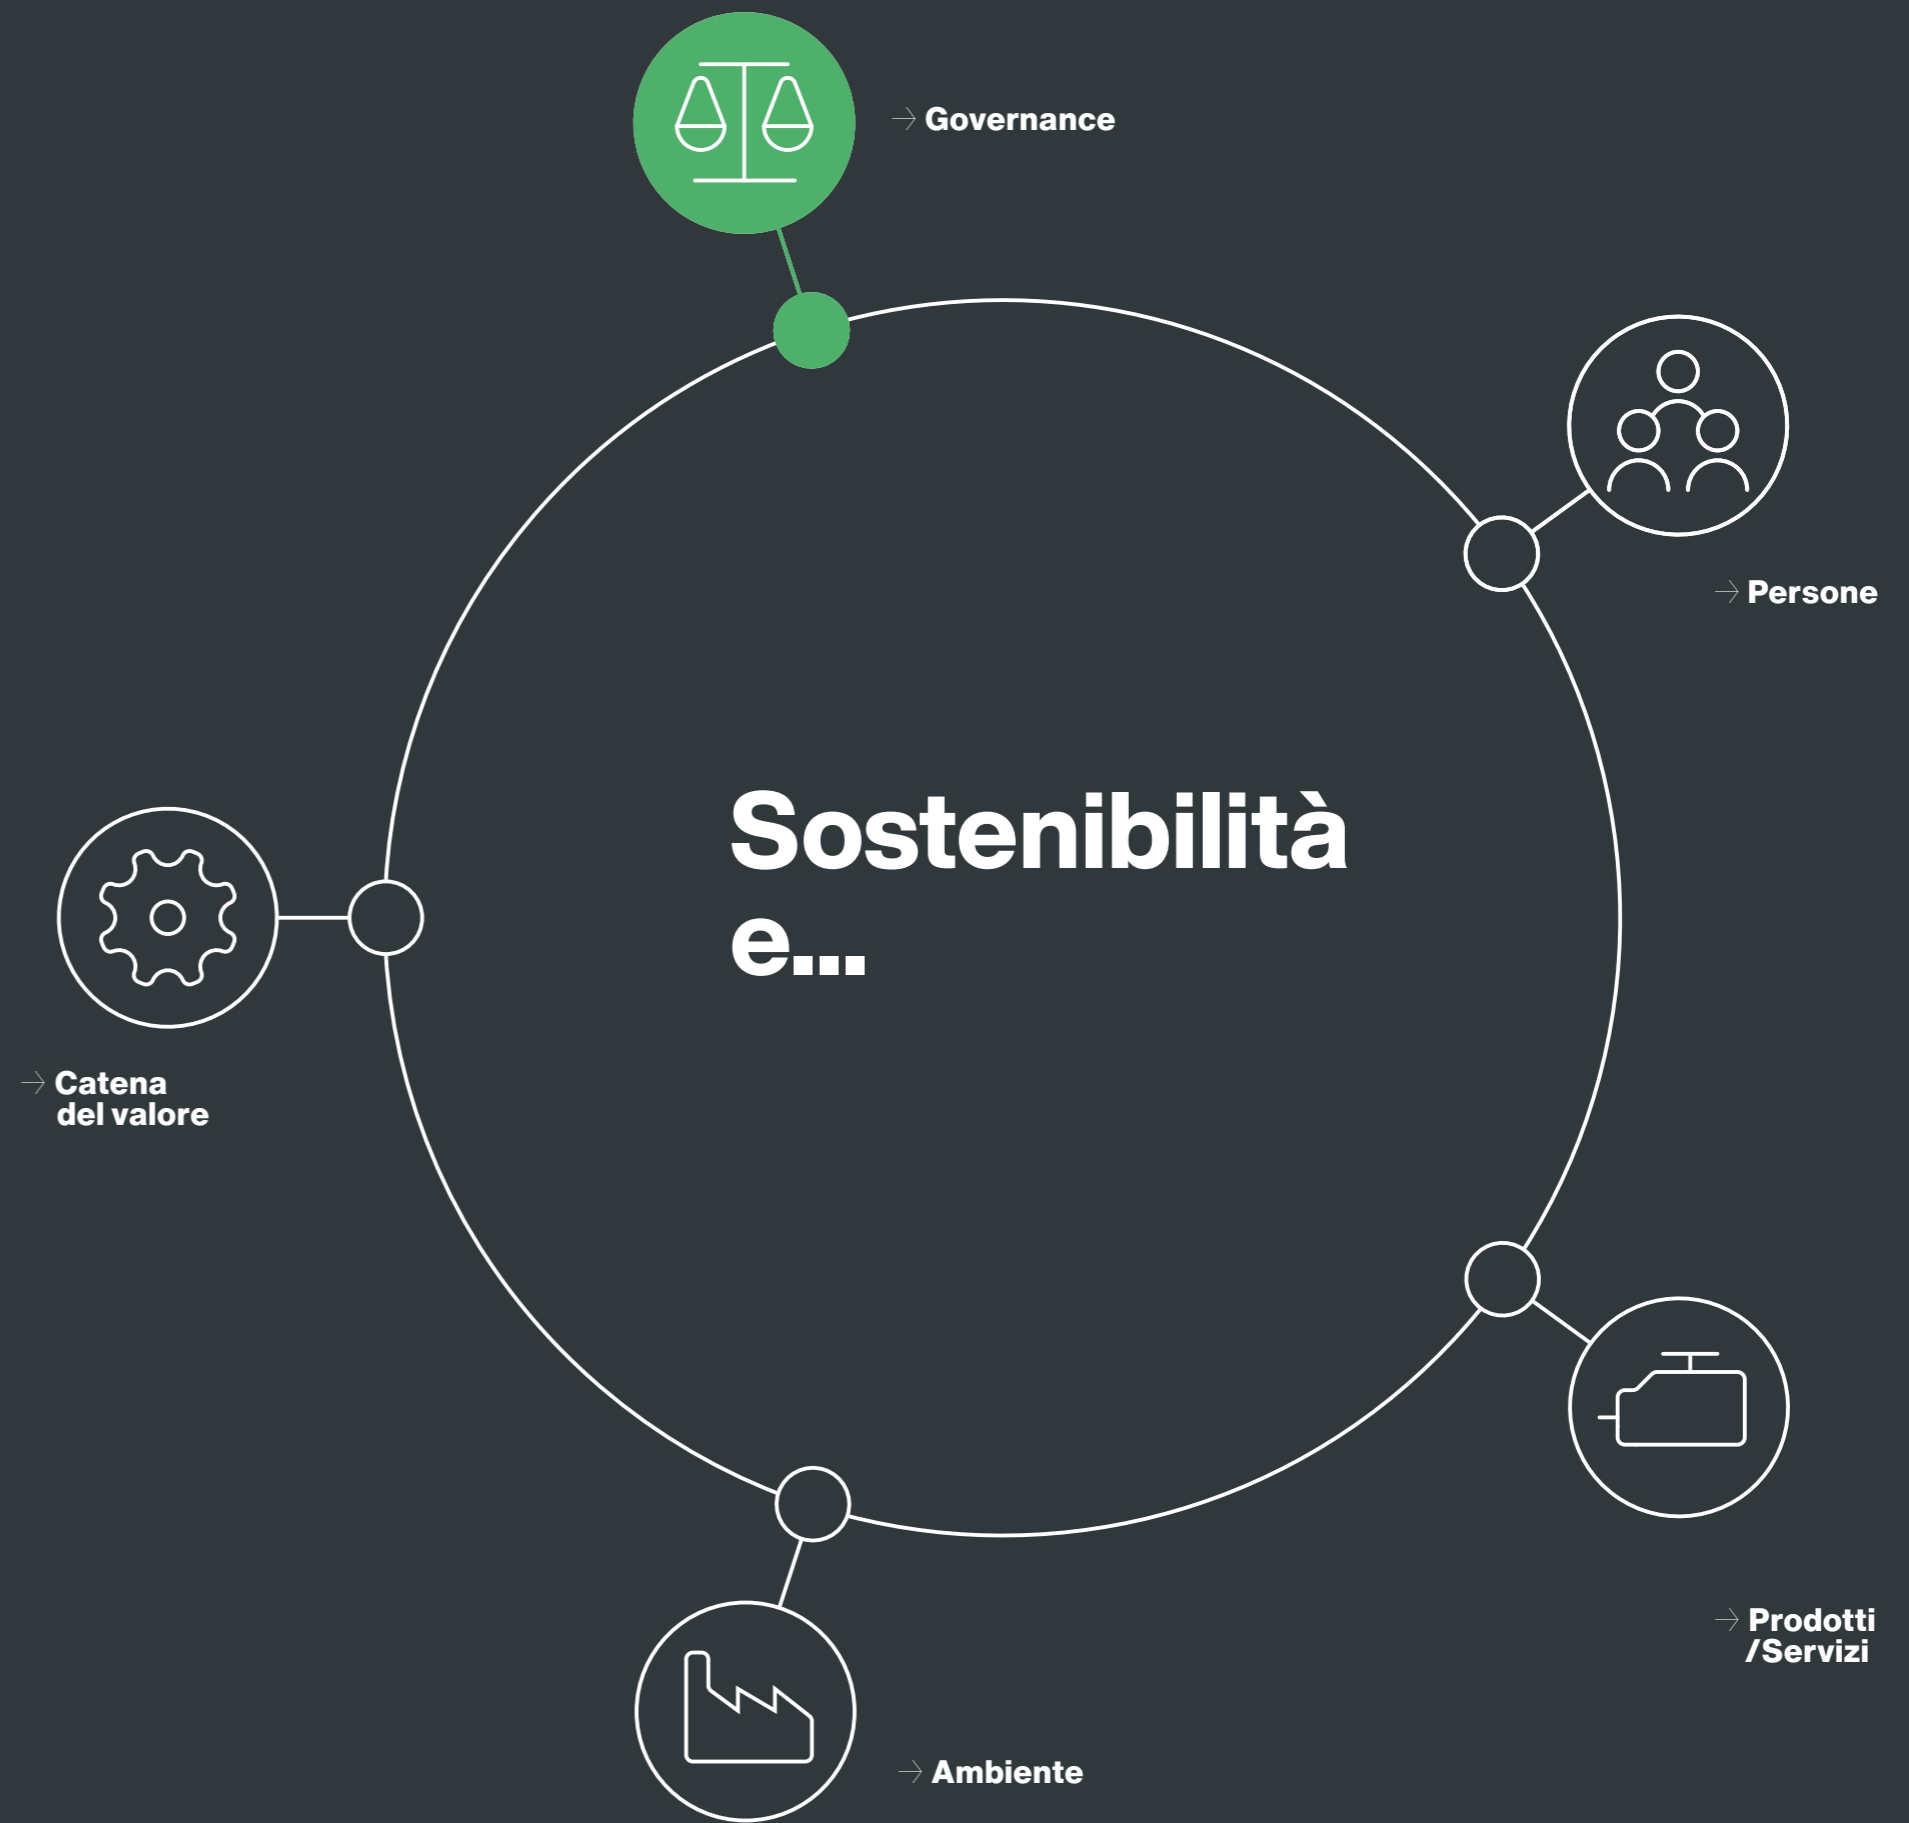 → Governance
→ Persone
Sostenibilità
e...
→ Catena
del valore
→ Prodotti
/Servizi
→ Ambiente